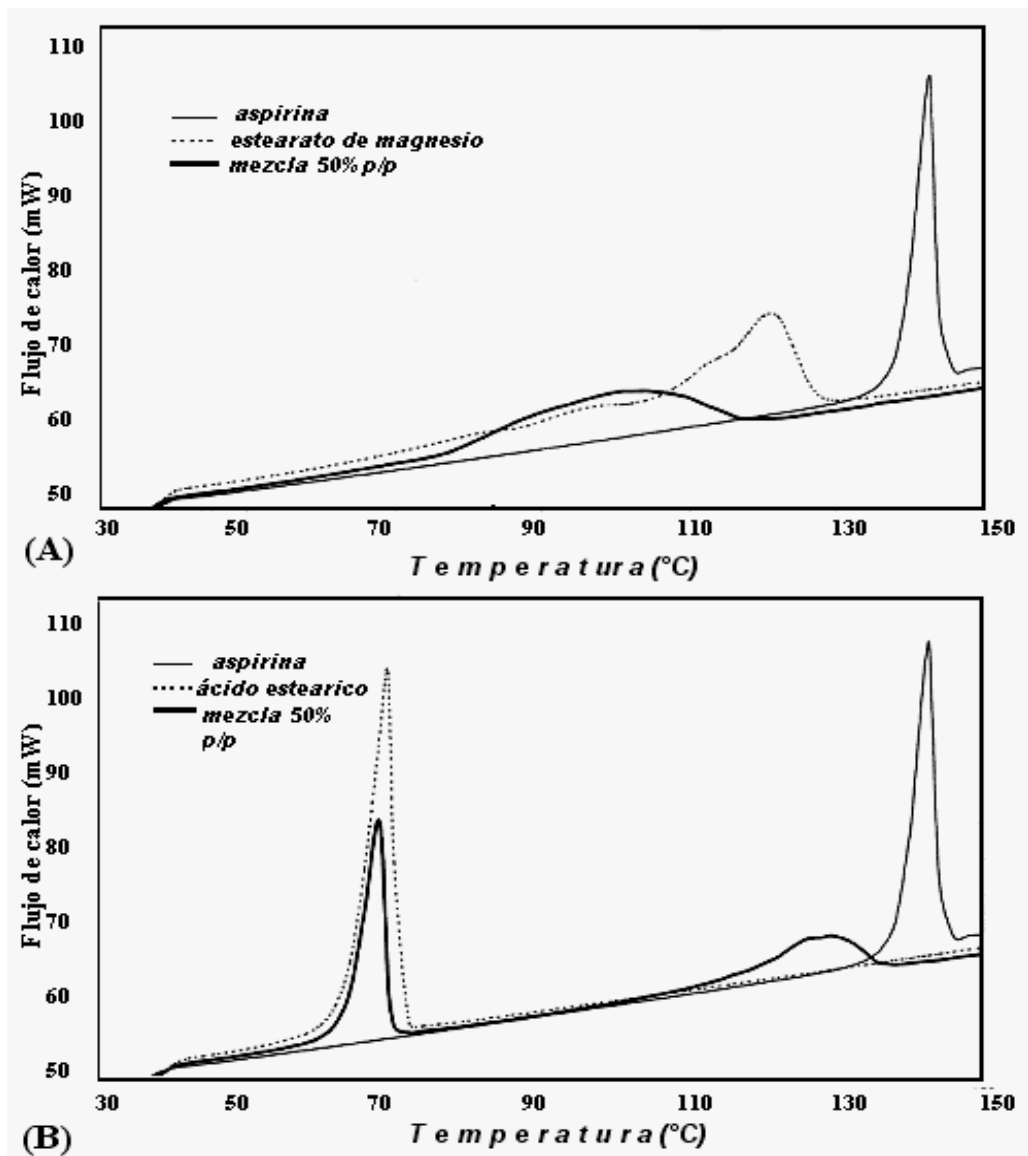 110
100
90
80
70
60
50
Flujo de calor (mW)
aspirina
estearato de magnesio
mezcla 50% p/p
30 50 70 90 110 130 150
(A)
Temperatura (°C)
110
100
90
80
70
60
50
Flujo de calor (mW)
aspirina
ácido estearico
mezcla 50%
p/p
30 50 70 90 110 130 150
(B)
Temperatura (°C)